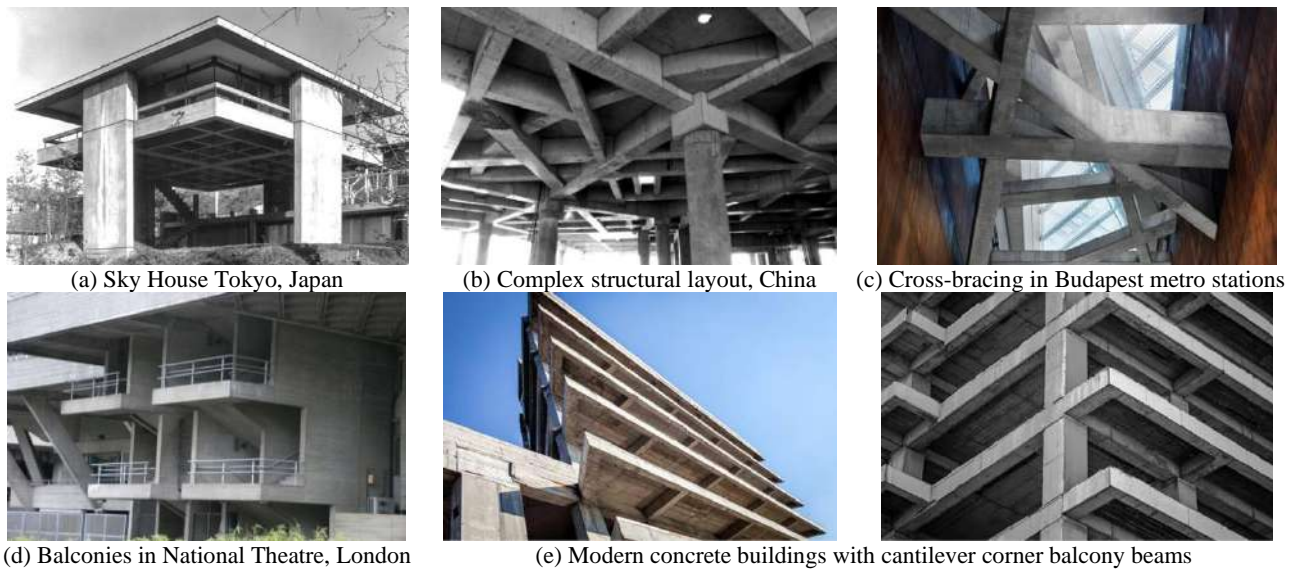 (a) Sky House Tokyo, Japan
(b) Complex structural layout, China
(c) Cross-bracing in Budapest metro stations
(d) Balconies in National Theatre, London
(e) Modern concrete buildings with cantilever corner balcony beams